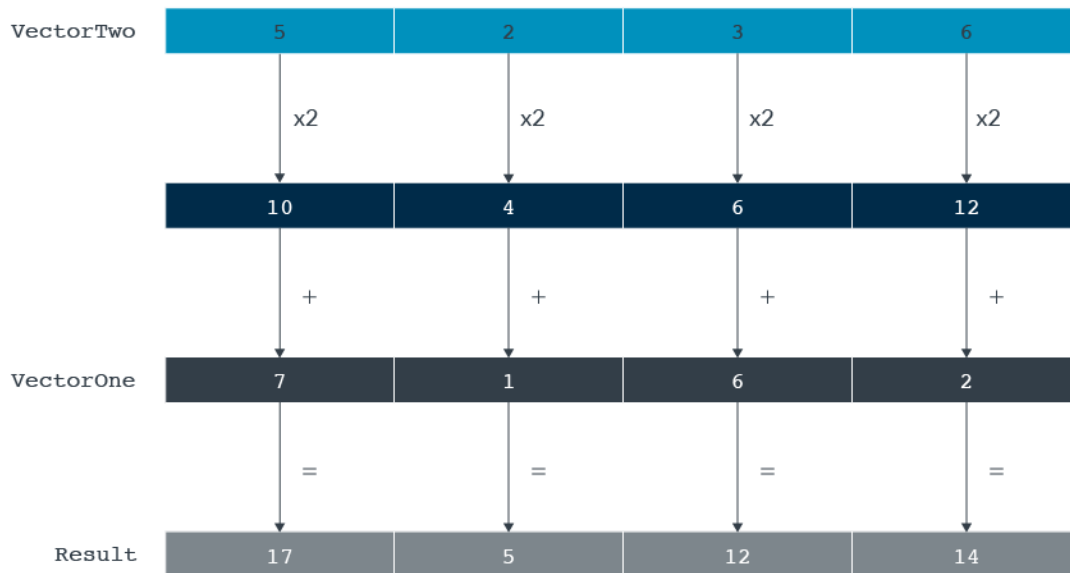 VectorTwo 5 2 3 6
x2 x2 x2 x2
10 4 6 12
+ + + +
VectorOne 7 1 6 2
= = = =
Result 17 5 12 14